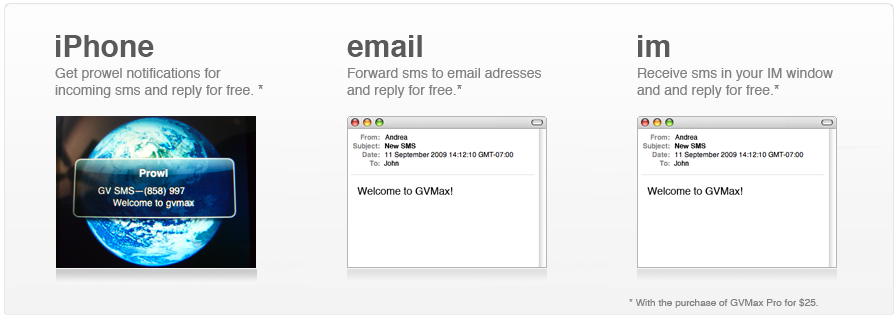 iPhone
Get prowel notifications for
incoming sms and reply for free. *
Prowl
GV SMS—(858) 997
Welcome to gvmax
email
Forward sms to email adresses
and reply for free.*
From: Andrea
Subject: New SMS
Date: 11 September 2009 14:12:10 GMT-07:00
To: John
Welcome to GVMax!
im
Receive sms in your IM window
and and reply for free.*
From: Andrea
Subject: New SMS
Date: 11 September 2009 14:12:10 GMT-07:00
To: John
Welcome to GVMax!
* With the purchase of GVMax Pro for $25.